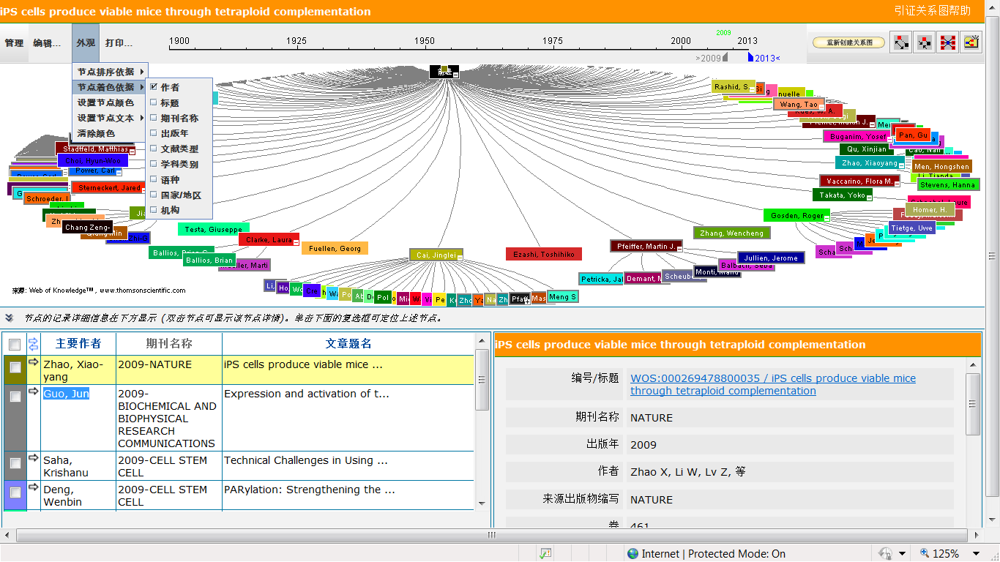 iPS cells produce viable mice through tetraploid complementation
引证关系图帮助
管理 编辑... 外观 打印...
1900 1925 1950 1975 2000 2009 2013
>2009 2013<
重新创建关系图
节点排序依据
节点着色依据
设置节点颜色
设置节点文本
清除颜色
作者
标题
期刊名称
出版年
文献类型
学科类别
语种
国家/地区
机构
前进
Rashid, S.
Wang, Tao
Buganim, Yosef
Pan, Gu
Qu, Xinjian
Zhao, Xiaoyang
Men, Hongshen
Vaccarino, Flora M.
Stevens, Hanna
Takata, Yoko
Gosden, Roger
Homer, H.
Tietge, Uwe
Stadtfeld, Matthias
Choi, Hyun-Woo
Power, Carl
Sterneckert, Jared
Schroeder, I
Chang Zeng-
Testa, Giuseppe
Clarke, Laura
Ballios, Brian
Fuellen, Georg
Cai, Jinglei
Ezashi, Toshihiko
Pfeiffer, Martin J.
Zhang, Wencheng
Jullien, Jerome
Petricka, Jal
Demant, M
Scheub
Meng S
来源: Web of Knowledge™ , www.thomsonscientific.com
节点的记录详细信息在下方显示 (双击节点可显示该节点详情)。单击下面的复选框可定位上述节点。
主要作者 期刊名称 文章题名
Zhao, Xiao-yang 2009-NATURE iPS cells produce viable mice ...
Guo, Jun 2009-BIOCHEMICAL AND BIOPHYSICAL RESEARCH COMMUNICATIONS Expression and activation of t...
Saha, Krishanu 2009-CELL STEM CELL Technical Challenges in Using ...
Deng, Wenbin 2009-CELL STEM CELL PARylation: Strengthening the ...
iPS cells produce viable mice through tetraploid complementation
编号/标题 WOS:000269478800035 / iPS cells produce viable mice
through tetraploid complementation
期刊名称 NATURE
出版年 2009
作者 Zhao X, Li W, Lv Z, 等
来源出版物缩写 NATURE
卷 461
Internet | Protected Mode: On
125%